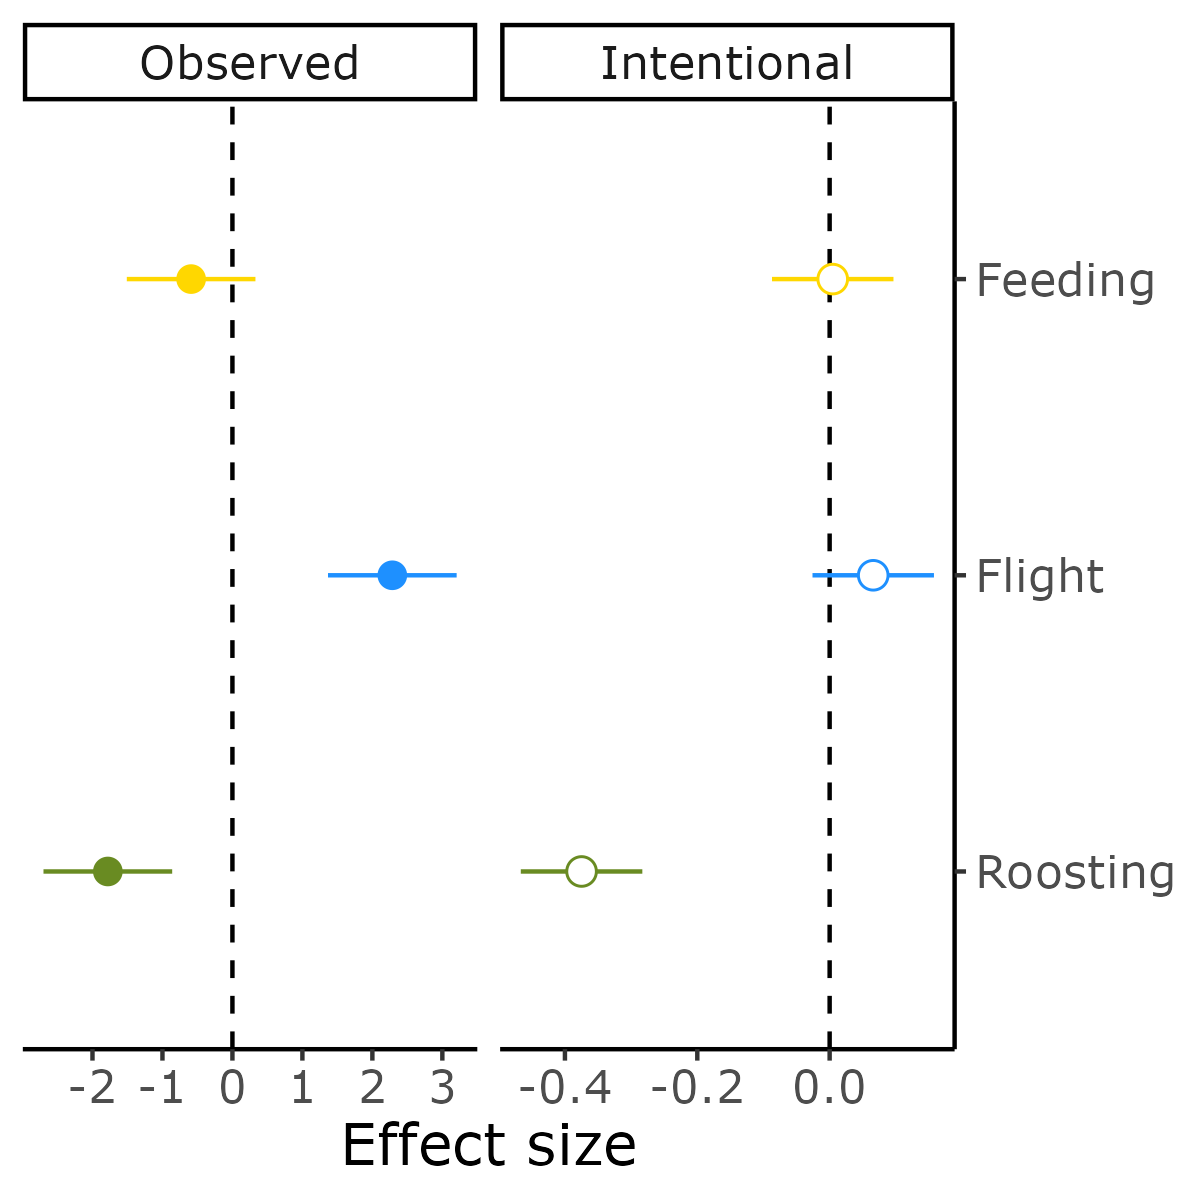 Observed
Intentional
Feeding
Flight
Roosting
-2 -1 0 1 2 3
-0.4 -0.2 0.0
Effect size